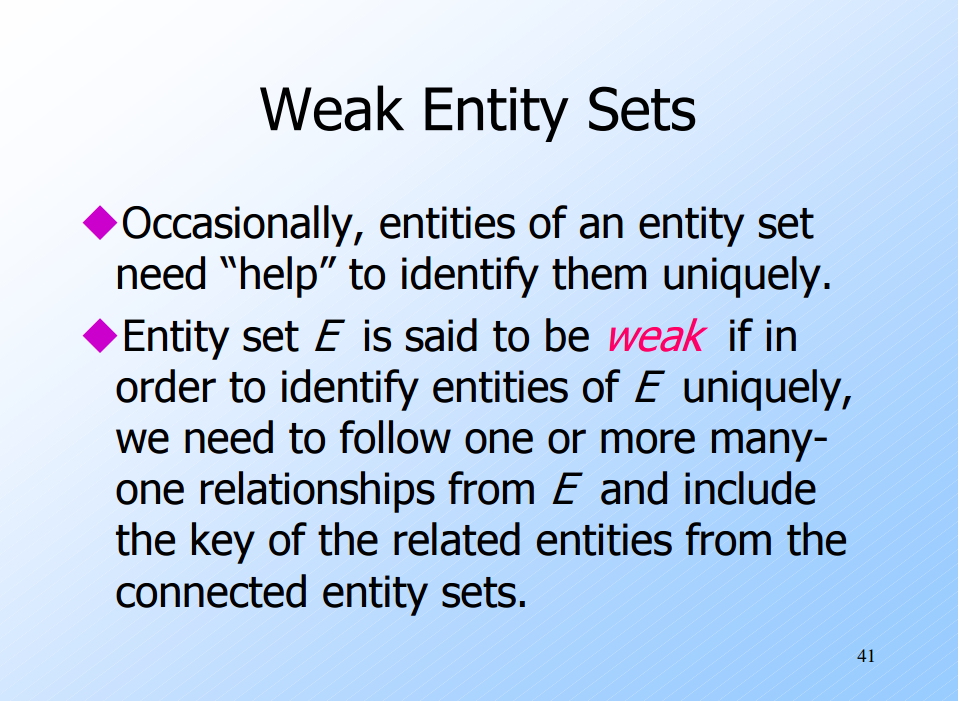 Weak Entity Sets
◆Occasionally, entities of an entity set
need “help” to identify them uniquely.
◆Entity set E is said to be weak if in
order to identify entities of E uniquely,
we need to follow one or more many-
one relationships from E and include
the key of the related entities from the
connected entity sets.
41